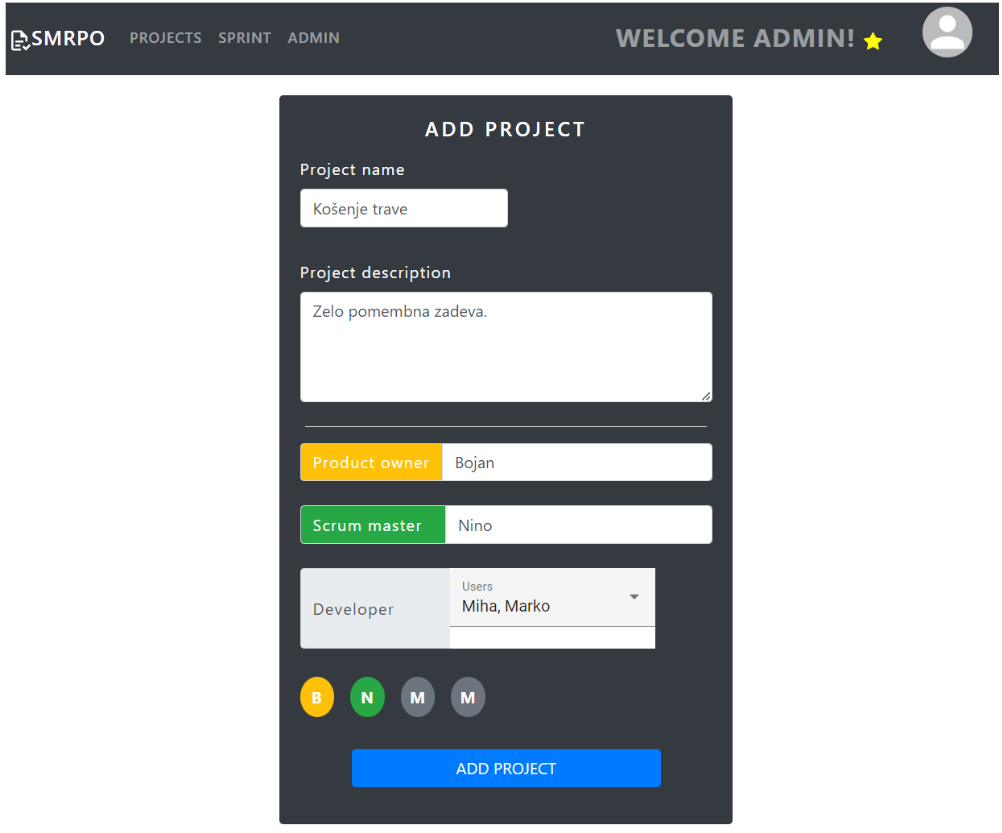 SMRPO PROJECTS SPRINT ADMIN WELCOME ADMIN!
ADD PROJECT
Project name
Košenje trave
Project description
Zelo pomembna zadeva.
Product owner Bojan
Scrum master Nino
Developer
Users
Miha, Marko
B N M M
ADD PROJECT